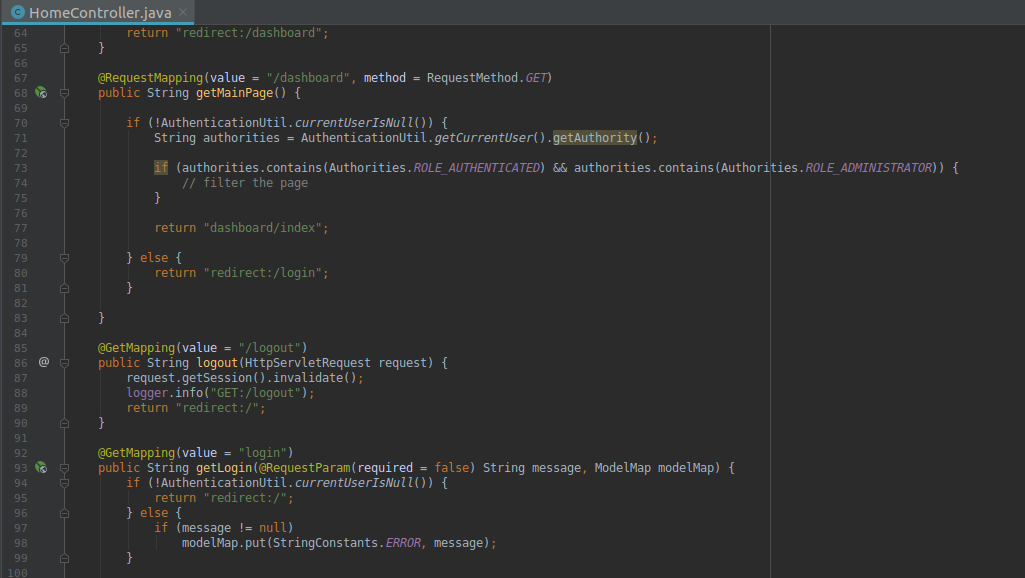 HomeController.java
64 return "redirect:/dashboard";
65 }
66
67 @RequestMapping(value = "/dashboard", method = RequestMethod.GET)
68 public String getMainPage() {
69
70 if (!AuthenticationUtil.currentUserIsNull()) {
71 String authorities = AuthenticationUtil.getCurrentUser().getAuthority();
72
73 if (authorities.contains(Authorities.ROLE_AUTHENTICATED) && authorities.contains(Authorities.ROLE_ADMINISTRATOR)) {
74 // filter the page
75 }
76
77 return "dashboard/index";
78
79 } else {
80 return "redirect:/login";
81 }
82
83 }
84
85 @GetMapping(value = "/logout")
86 @ public String logout(HttpServletRequest request) {
87 request.getSession().invalidate();
88 logger.info("GET:/logout");
89 return "redirect:/";
90 }
91
92 @GetMapping(value = "login")
93 public String getLogin(@RequestParam(required = false) String message, ModelMap modelMap) {
94 if (!AuthenticationUtil.currentUserIsNull()) {
95 return "redirect:/";
96 } else {
97 if (message != null)
98 modelMap.put(StringConstants.ERROR, message);
99 }
100